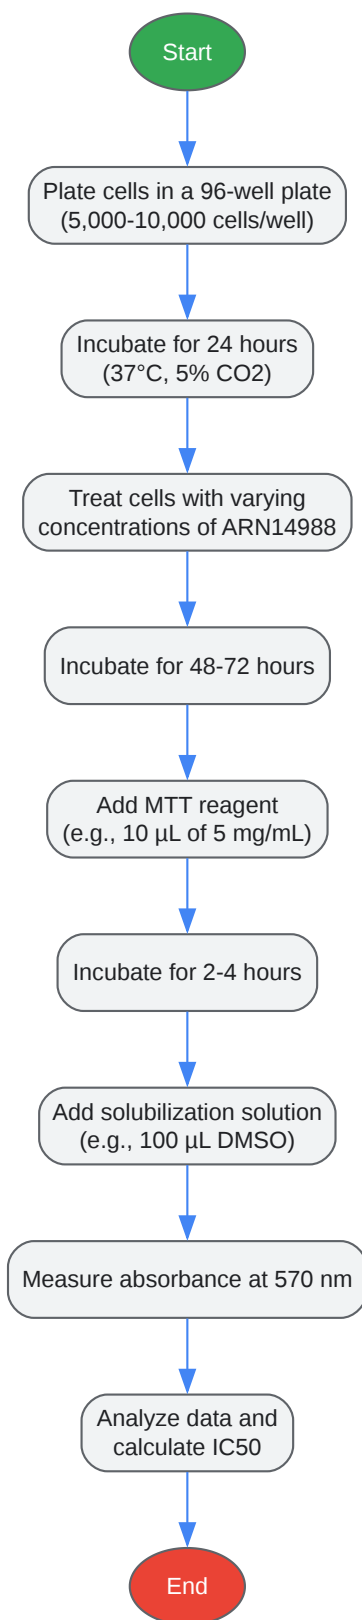 Start
Plate cells in a 96-well plate
(5,000-10,000 cells/well)
Incubate for 24 hours
(37°C, 5% CO2)
Treat cells with varying
concentrations of ARN14988
Incubate for 48-72 hours
Add MTT reagent
(e.g., 10 µL of 5 mg/mL)
Incubate for 2-4 hours
Add solubilization solution
(e.g., 100 µL DMSO)
Measure absorbance at 570 nm
Analyze data and
calculate IC50
End